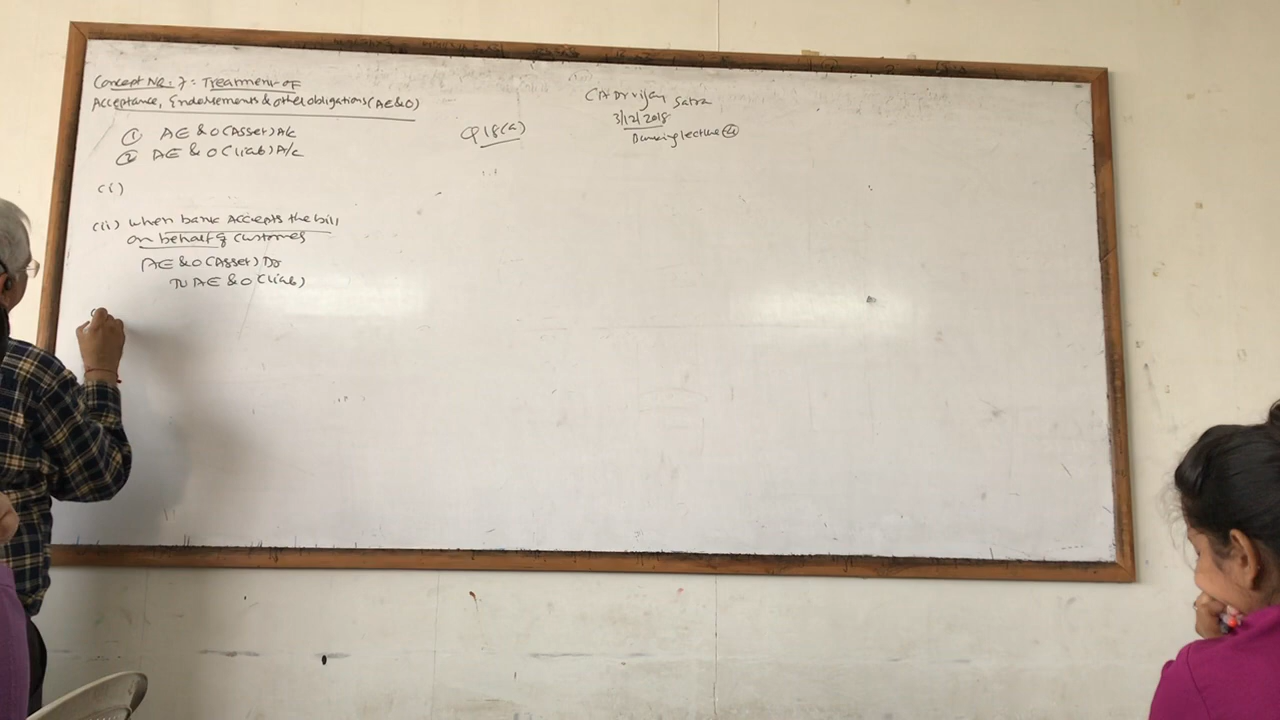 Concept No: 7: Treatment of
Acceptance, Endorsements & other obligations (AE&O)
① AE & O (Asset) A/c
② AE & O (Liab) A/c
(i)
(ii) When bank Accepts the bill
on behalf of customers
AE & O (Asset) Dr
To AE & O (Liab)
Q 18(a)
CA Dr Vijay Satra
3/12/2018
lecture ④